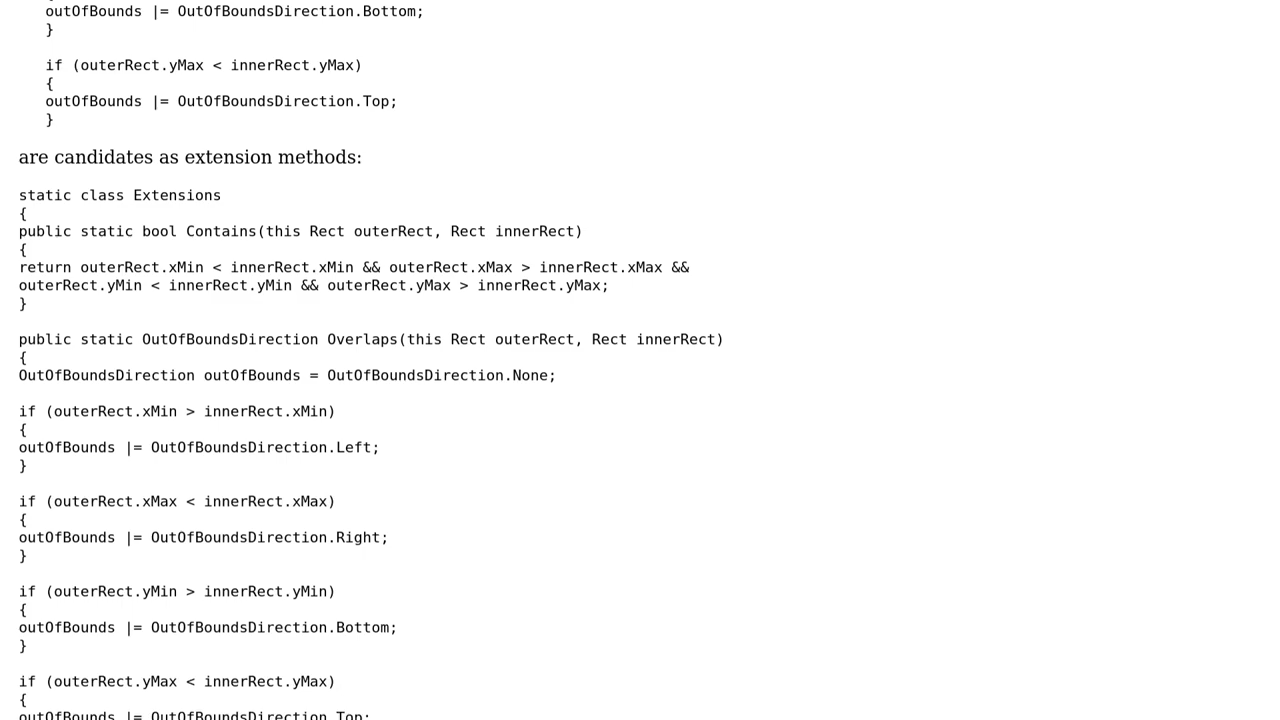 outOfBounds |= OutOfBoundsDirection.Bottom;
}
if (outerRect.yMax < innerRect.yMax)
{
outOfBounds |= OutOfBoundsDirection.Top;
}
are candidates as extension methods:
static class Extensions
{
public static bool Contains(this Rect outerRect, Rect innerRect)
{
return outerRect.xMin < innerRect.xMin && outerRect.xMax > innerRect.xMax &&
outerRect.yMin < innerRect.yMin && outerRect.yMax > innerRect.yMax;
}
public static OutOfBoundsDirection Overlaps(this Rect outerRect, Rect innerRect)
{
OutOfBoundsDirection outOfBounds = OutOfBoundsDirection.None;
if (outerRect.xMin > innerRect.xMin)
{
outOfBounds |= OutOfBoundsDirection.Left;
}
if (outerRect.xMax < innerRect.xMax)
{
outOfBounds |= OutOfBoundsDirection.Right;
}
if (outerRect.yMin > innerRect.yMin)
{
outOfBounds |= OutOfBoundsDirection.Bottom;
}
if (outerRect.yMax < innerRect.yMax)
{
outOfBounds |= OutOfBoundsDirection.Top;